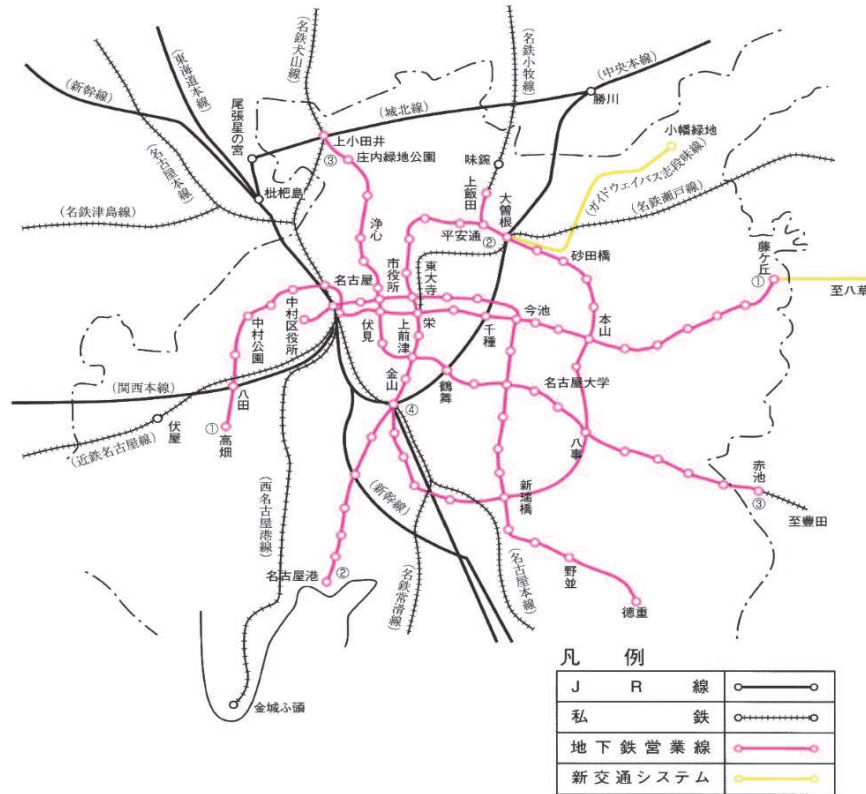 (名鉄犬山線)
(名鉄小牧線)
(東海道本線)
(中央本線)
(新幹線)
尾張星の宮
(城北線)
勝川
小幡緑地
上小田井
③
庄内緑地公園
味鋺
(名古屋本線)
(ガイドウェイバス志段味線)
枇杷島
上飯田
大曽根
(名鉄瀬戸線)
(名鉄津島線)
浄心
平安通
②
砂田橋
藤ヶ丘
①
至八草
名古屋
市役所
東大寺
中村区役所
中村公園
伏見
上前津
栄
千種
今池
本山
(関西本線)
八田
金山
鶴舞
名古屋大学
伏屋
①
高畑
④
八事
(近鉄名古屋線)
赤池
③
至豊田
(西名古屋港線)
(新幹線)
新瑞橋
名古屋港
②
(名鉄常滑線)
(名古屋本線)
野並
徳重
金城ふ頭
凡例
JR線
私鉄
地下鉄営業線
新交通システム